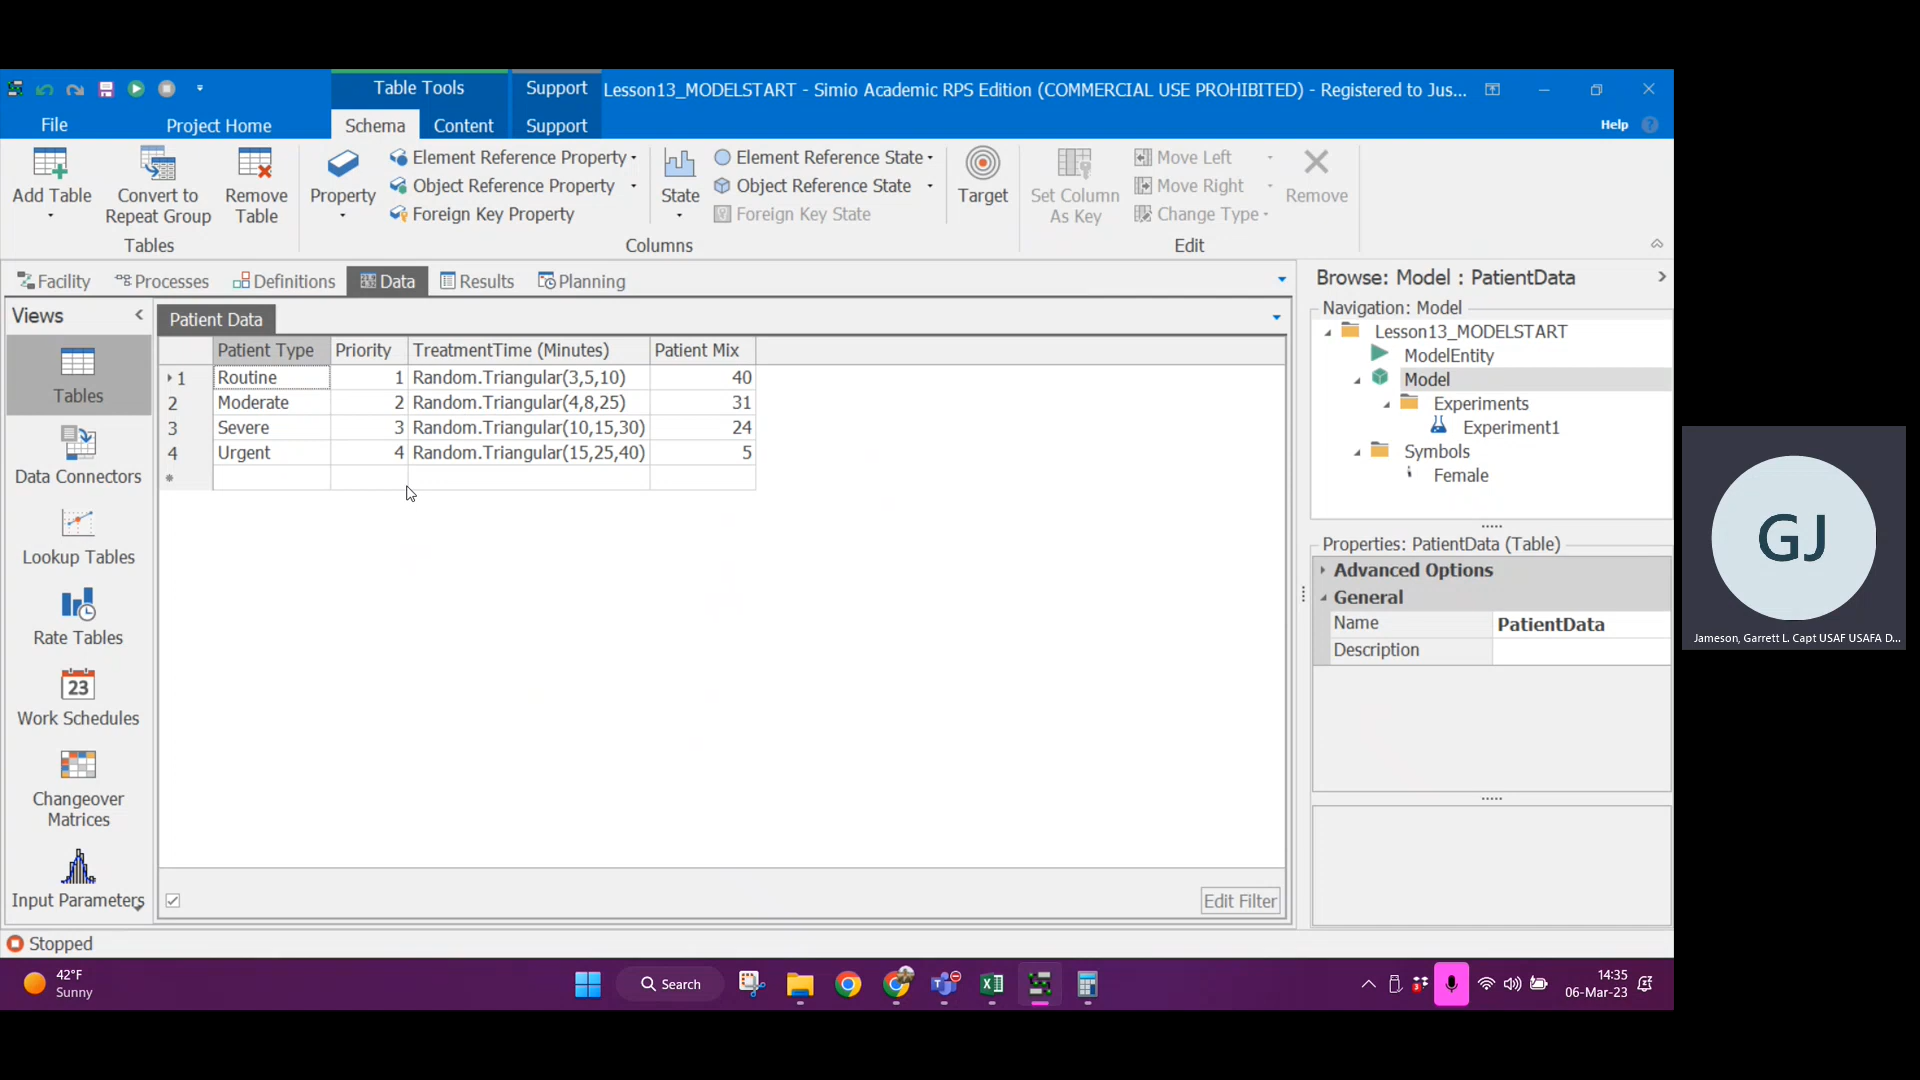 Table Tools
Support
Lesson13_MODELSTART - Simio Academic RPS Edition (COMMERCIAL USE PROHIBITED) - Registered to Jus...
File
Project Home
Schema
Content
Support
Help
Add Table
Convert to
Repeat Group
Remove
Table
Tables
Property
Element Reference Property
Object Reference Property
Foreign Key Property
State
Element Reference State
Object Reference State
Foreign Key State
Target
Columns
Set Column
As Key
Move Left
Move Right
Change Type
Remove
Edit
Facility
Processes
Definitions
Data
Results
Planning
Views
Tables
Data Connectors
Lookup Tables
Rate Tables
23
Work Schedules
Changeover
Matrices
Input Parameters
Patient Data
Patient Type Priority TreatmentTime (Minutes) Patient Mix
1 Routine 1 Random.Triangular(3,5,10) 40
2 Moderate 2 Random.Triangular(4,8,25) 31
3 Severe 3 Random.Triangular(10,15,30) 24
4 Urgent 4 Random.Triangular(15,25,40) 5
Edit Filter
Browse: Model : PatientData
Navigation: Model
Lesson13_MODELSTART
ModelEntity
Model
Experiments
Experiment1
Symbols
Female
Properties: PatientData (Table)
Advanced Options
General
Name PatientData
Description
Stopped
42°F
Sunny
Search
14:35
06-Mar-23
GJ
Jameson, Garrett L. Capt USAF USAFA D...